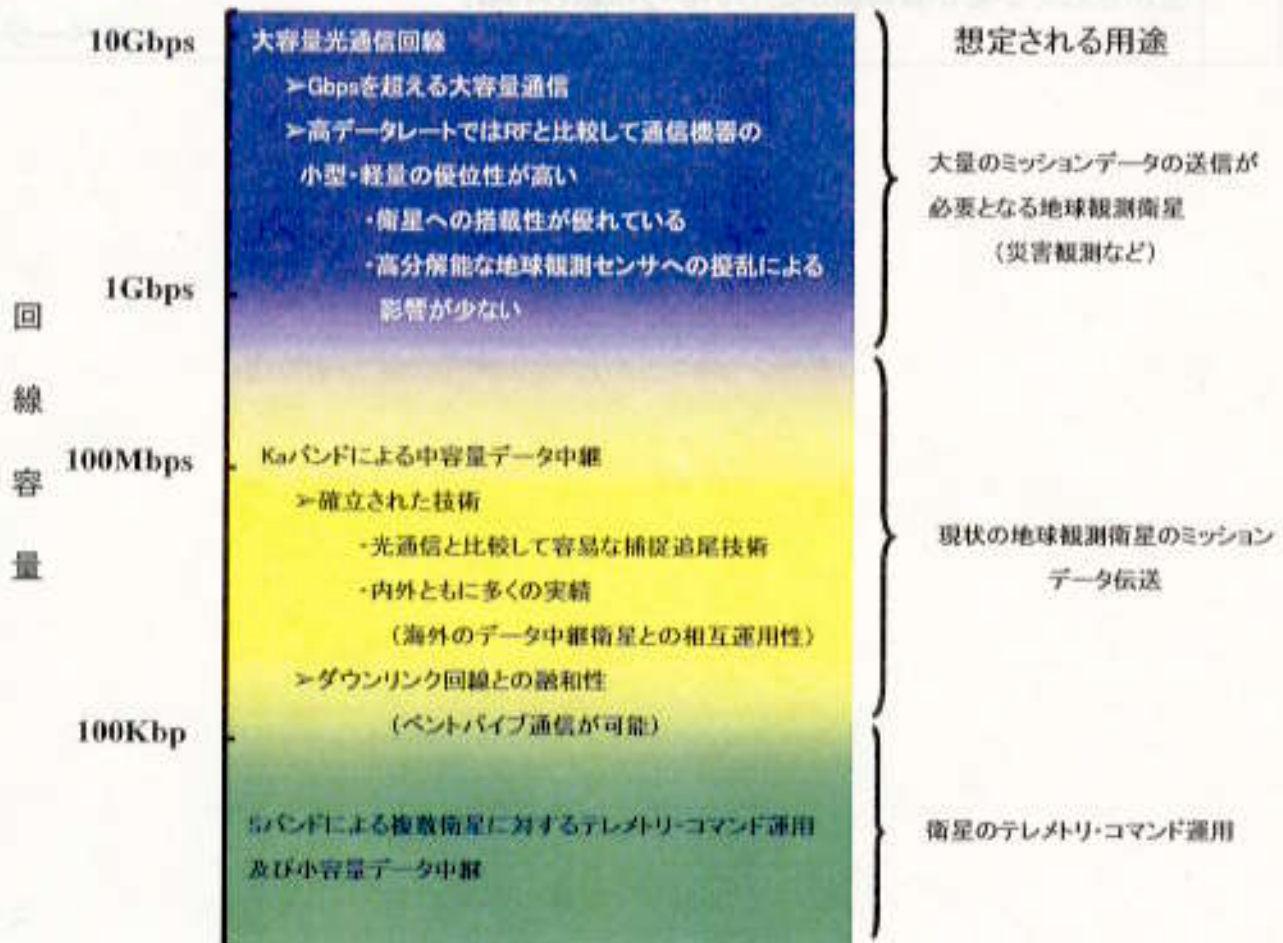 10Gbps
大容量光通信回線
➢Gbpsを超える大容量通信
➢高データレートではRFと比較して通信機器の
小型・軽量の優位性が高い
・衛星への搭載性が優れている
・高分解能な地球観測センサへの擾乱による
影響が少ない
1Gbps
回線容量
100Mbps
Kaバンドによる中容量データ中継
➢確立された技術
・光通信と比較して容易な捕捉追尾技術
・内外ともに多くの実績
(海外のデータ中継衛星との相互運用性)
➢ダウンリンク回線との融和性
(ベントパイプ通信が可能)
100Kbp
Sバンドによる複数衛星に対するテレメトリ・コマンド運用
及び小容量データ中継
想定される用途
大量のミッションデータの送信が
必要となる地球観測衛星
(災害観測など)
現状の地球観測衛星のミッション
データ伝送
衛星のテレメトリ・コマンド運用